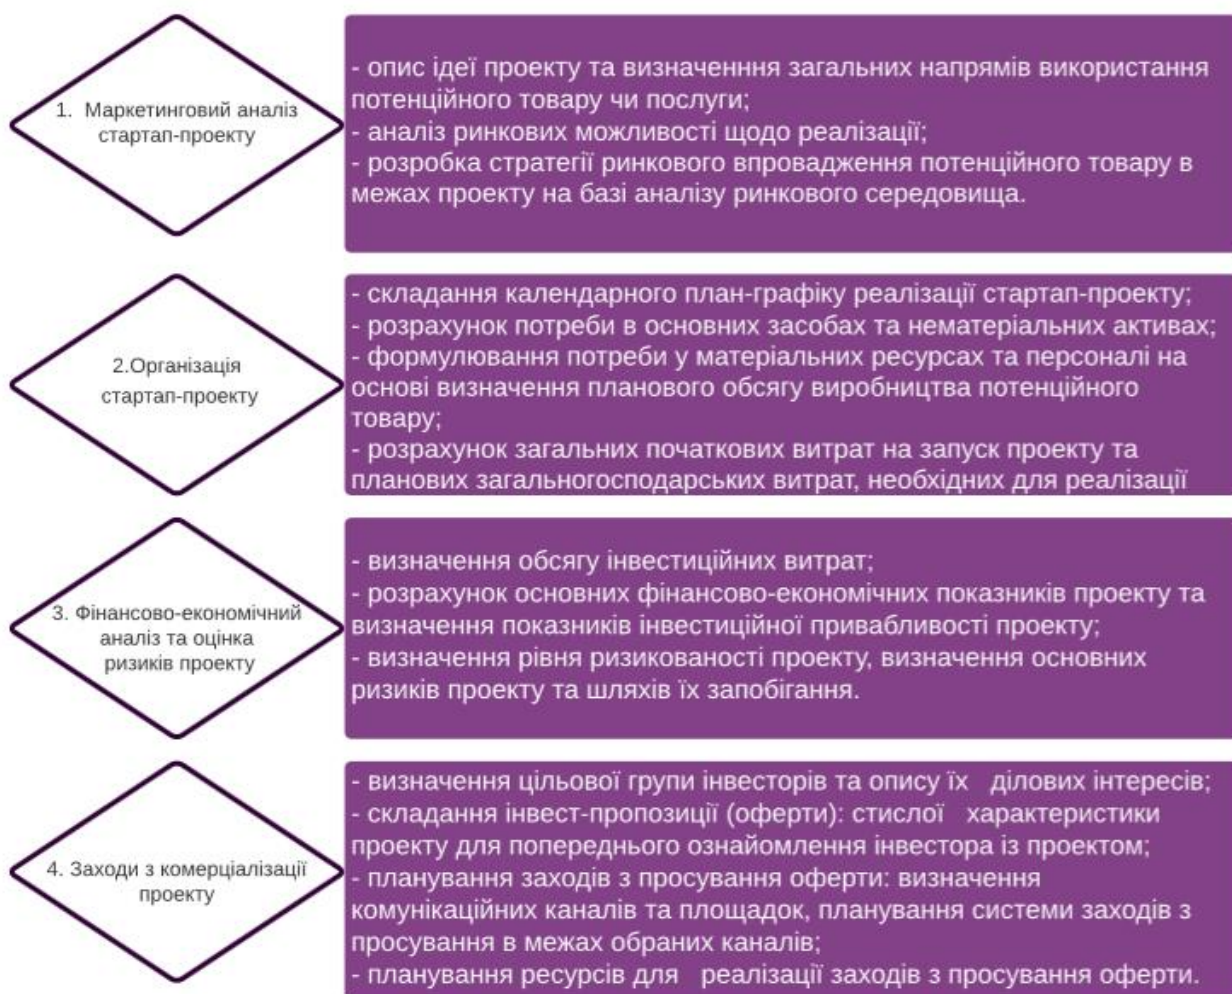 1. Маркетинговий аналіз
стартап-проекту
- опис ідеї проекту та визначенння загальних напрямів використання
потенційного товару чи послуги;
- аналіз ринкових можливості щодо реалізації;
- розробка стратегії ринкового впровадження потенційного товару в
межах проекту на базі аналізу ринкового середовища.
2.Організація
стартап-проекту
- складання календарного план-графіку реалізації стартап-проекту;
- розрахунок потреби в основних засобах та нематеріальних активах;
- формулювання потреби у матеріальних ресурсах та персоналі на
основі визначення планового обсягу виробництва потенційного
товару;
- розрахунок загальних початкових витрат на запуск проекту та
планових загальногосподарських витрат, необхідних для реалізації
3. Фінансово-економічний
аналіз та оцінка
ризиків проекту
- визначення обсягу інвестиційних витрат;
- розрахунок основних фінансово-економічних показників проекту та
визначення показників інвестиційної привабливості проекту;
- визначення рівня ризикованості проекту, визначення основних
ризиків проекту та шляхів їх запобігання.
4. Заходи з комерціалізації
проекту
- визначення цільової групи інвесторів та опису їх ділових інтересів;
- складання інвест-пропозиції (оферти): стислої характеристики
проекту для попереднього ознайомлення інвестора із проектом;
- планування заходів з просування оферти: визначення
комунікаційних каналів та площадок, планування системи заходів з
просування в межах обраних каналів;
- планування ресурсів для реалізації заходів з просування оферти.